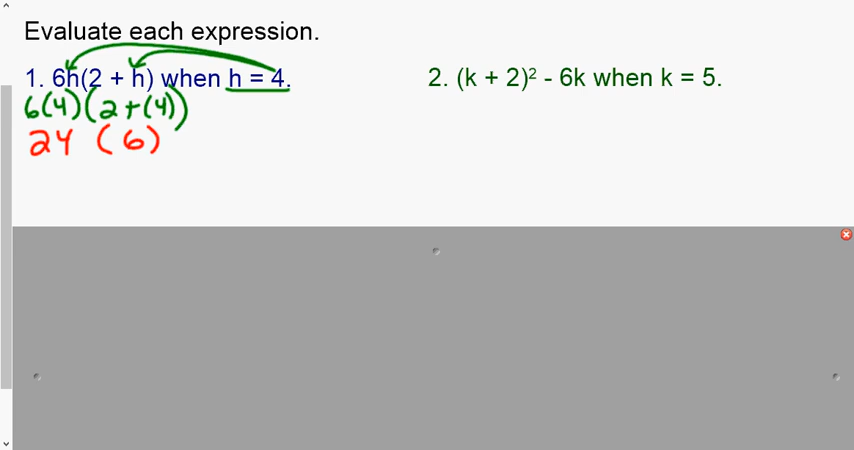 Evaluate each expression.
1. 6h(2 + h) when h = 4.
6(4)(2+(4))
24 (6)
2. (k + 2)² - 6k when k = 5.